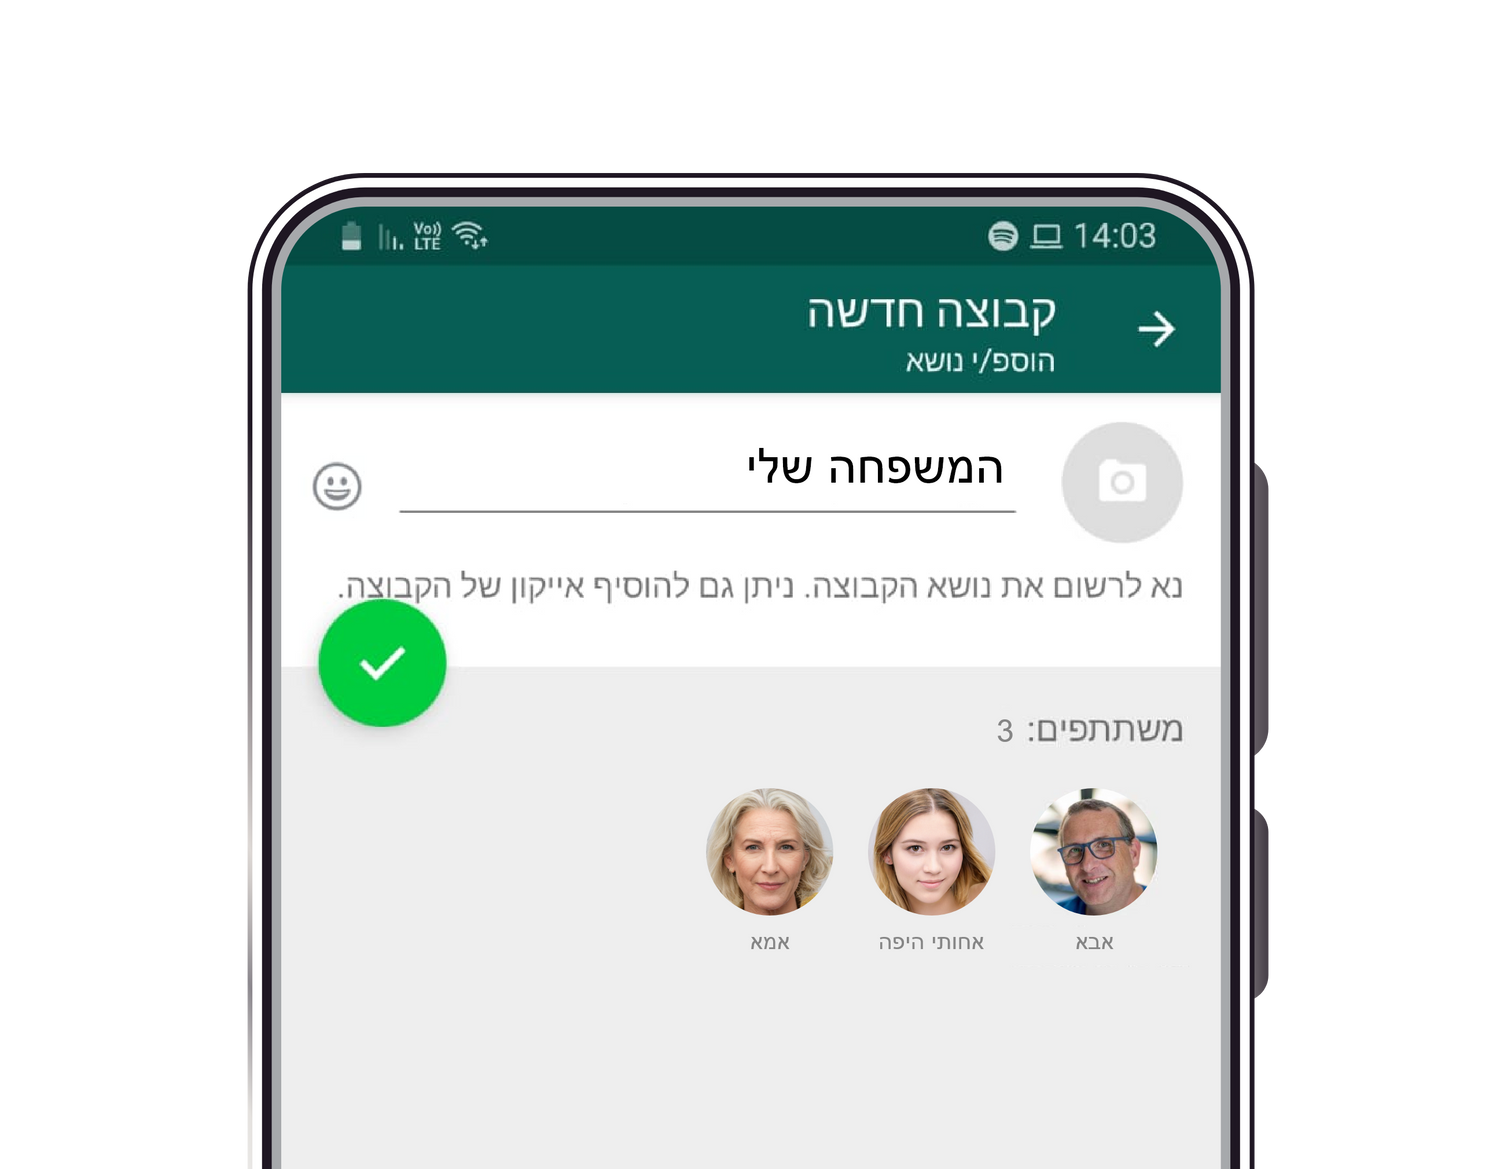 14:03
Vo))
LTE
קבוצה חדשה
הוספ/י נושא
המשפחה שלי
נא לרשום את נושא הקבוצה. ניתן גם להוסיף אייקון של הקבוצה.
משתתפים: 3
אבא
אחותי היפה
אמא